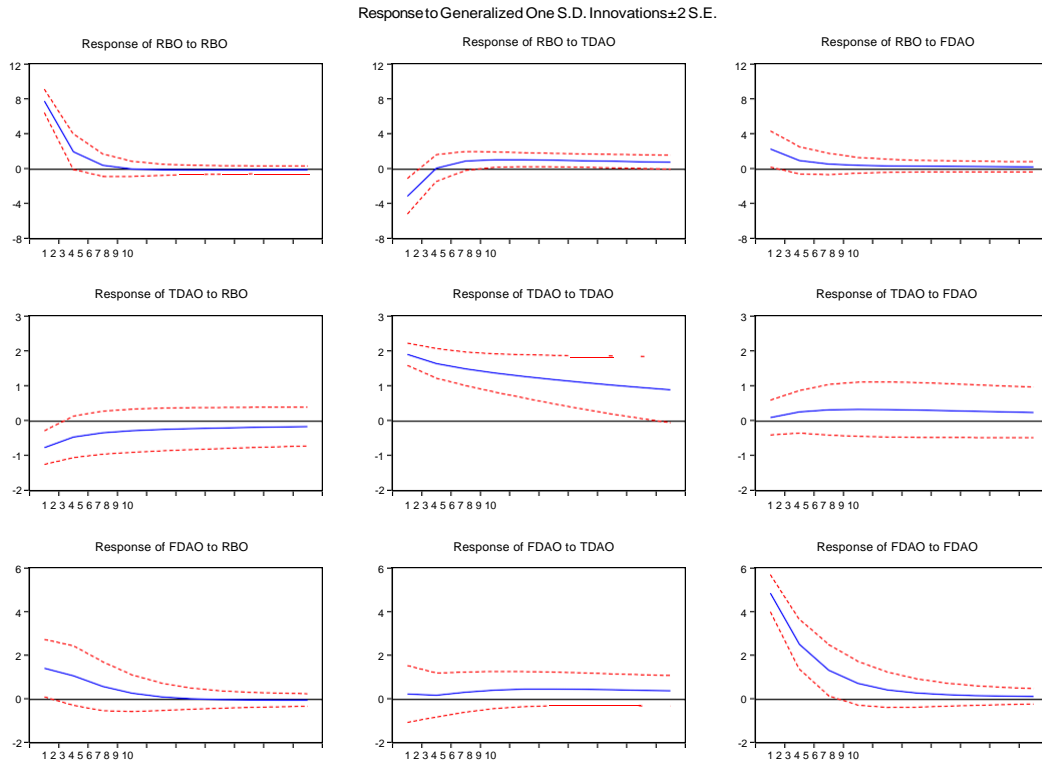 Response to Generalized One S.D. Innovations±2 S.E.
Response of RBO to RBO
12
8
4
0
-4
-8
1 2 3 4 5 6 7 8 9 10
Response of RBO to TDAO
12
8
4
0
-4
-8
1 2 3 4 5 6 7 8 9 10
Response of RBO to FDAO
12
8
4
0
-4
-8
1 2 3 4 5 6 7 8 9 10
Response of TDAO to RBO
3
2
1
0
-1
-2
1 2 3 4 5 6 7 8 9 10
Response of TDAO to TDAO
3
2
1
0
-1
-2
1 2 3 4 5 6 7 8 9 10
Response of TDAO to FDAO
3
2
1
0
-1
-2
1 2 3 4 5 6 7 8 9 10
Response of FDAO to RBO
6
4
2
0
-2
1 2 3 4 5 6 7 8 9 10
Response of FDAO to TDAO
6
4
2
0
-2
1 2 3 4 5 6 7 8 9 10
Response of FDAO to FDAO
6
4
2
0
-2
1 2 3 4 5 6 7 8 9 10